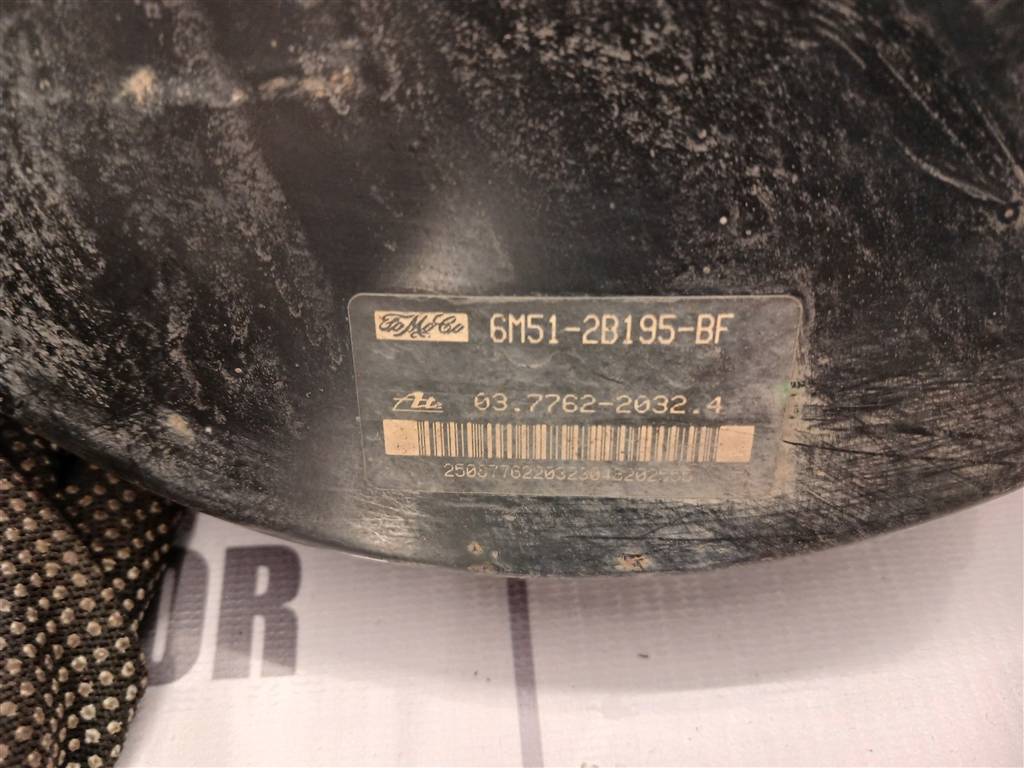 FoMoCo 6M51-2B195-BF
Ate 03.7762-2032.4
OR